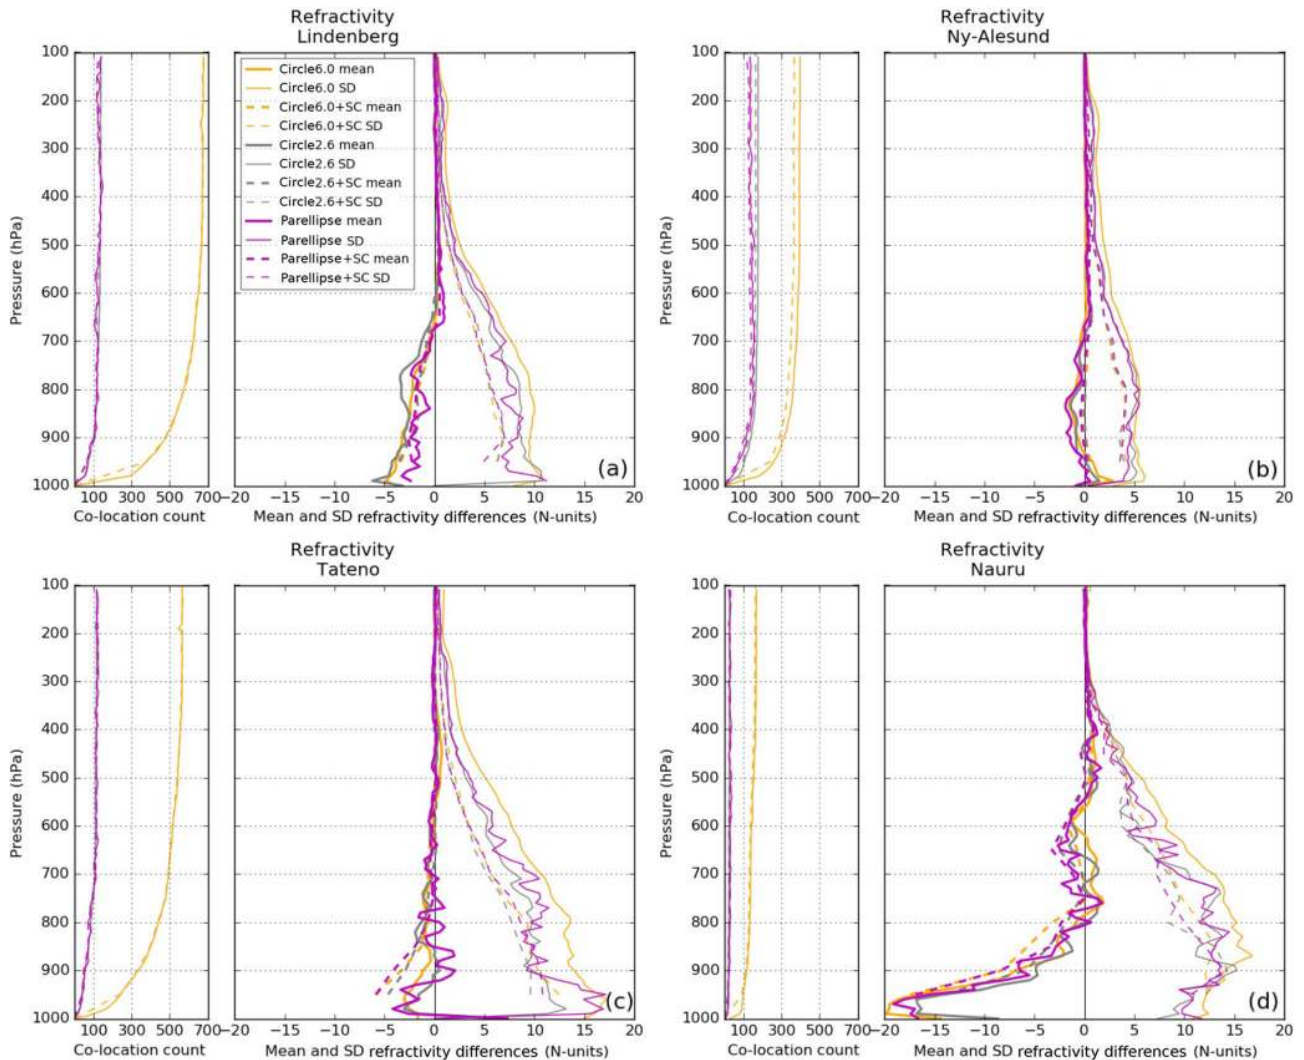 Refractivity
Lindenberg
100
200
300
400
500
600
700
800
900
1000
Pressure (hPa)
100 300 500 700
Co-location count
Circle6.0 mean
Circle6.0 SD
Circle6.0+SC mean
Circle6.0+SC SD
Circle2.6 mean
Circle2.6 SD
Circle2.6+SC mean
Circle2.6+SC SD
Parellipse mean
Parellipse SD
Parellipse+SC mean
Parellipse+SC SD
(a)
−20 −15 −10 −5 0 5 10 15 20
Mean and SD refractivity differences (N-units)
Refractivity
Ny-Alesund
100
200
300
400
500
600
700
800
900
1000
Pressure (hPa)
100 300 500 700
Co-location count
(b)
−20 −15 −10 −5 0 5 10 15 20
Mean and SD refractivity differences (N-units)
Refractivity
Tateno
100
200
300
400
500
600
700
800
900
1000
Pressure (hPa)
100 300 500 700
Co-location count
(c)
−20 −15 −10 −5 0 5 10 15 20
Mean and SD refractivity differences (N-units)
Refractivity
Nauru
100
200
300
400
500
600
700
800
900
1000
Pressure (hPa)
100 300 500 700
Co-location count
(d)
−20 −15 −10 −5 0 5 10 15 20
Mean and SD refractivity differences (N-units)